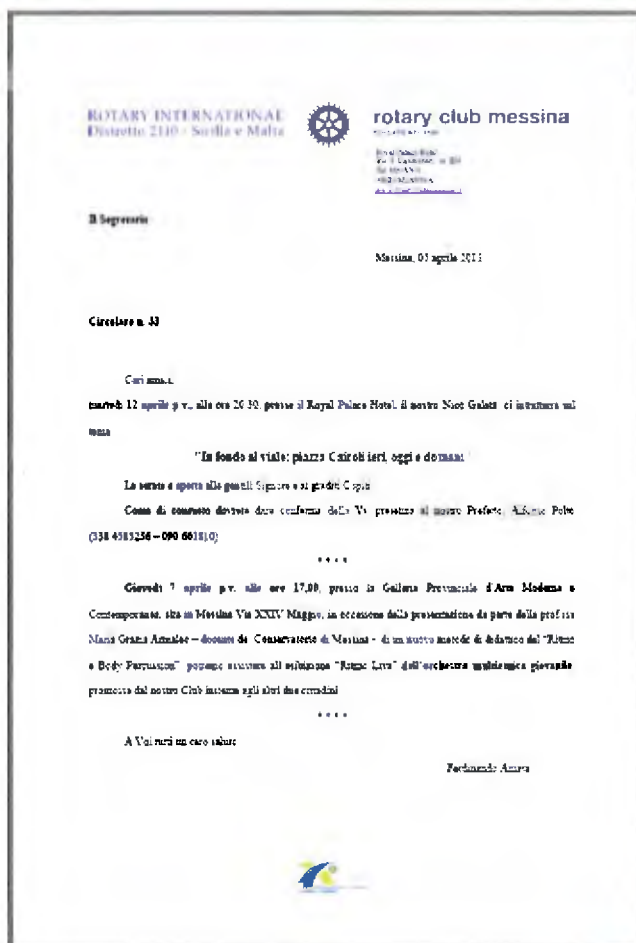 ROTARY INTERNATIONAL
Distretto 2110 - Sicilia e Malta
rotary club messina
Il Segretario
Messina, aprile
Circolare n. 33
Cari amici,
martedì 12 aprile p.v., alle ore 20.30, presso il Royal Palace Hotel, il nostro Nico ci intratterrà sul
tema
"In fondo al viale: piazza Cairoli ieri, oggi e domani"
La serata è aperta alle gentili Signore e ai graditi Ospiti
Come di consueto dovrete dare conferma della Vs. presenza al nostro Prefetto,
****
Giovedì 7 aprile p.v. alle ore 17,00, presso la Galleria Provinciale d'Arte Moderna e
Contemporanea, sita in Messina Via XXIV Maggio, in occasione della presentazione da parte della prof.ssa
Maria Grazia – docente del Conservatorio di Messina - di un nuovo metodo di didattica del "Ritmo
e Body Percussion" potremo assistere all'esibizione "Ritmo Live" dell'orchestra multietnica giovanile
promossa dal nostro Club insieme agli altri due cittadini
****
A Voi tutti un caro saluto
Ferdinando